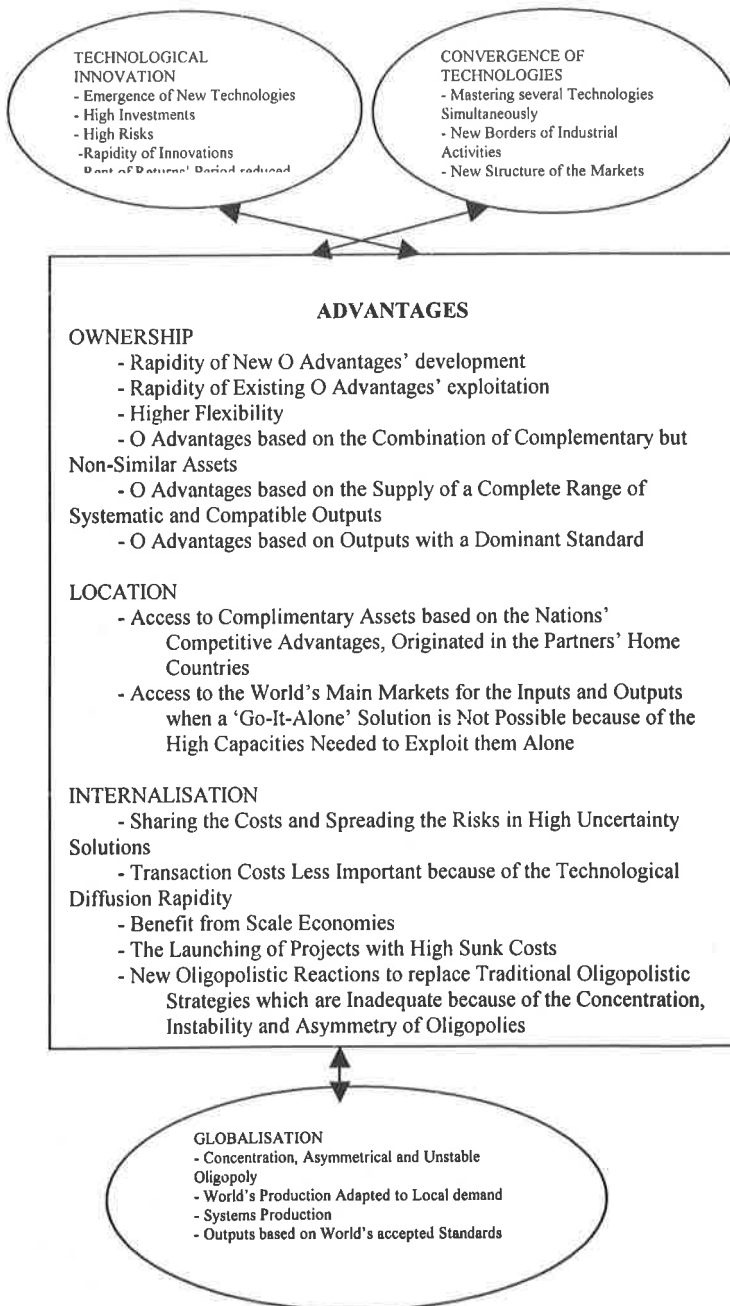 TECHNOLOGICAL
INNOVATION
- Emergence of New Technologies
- High Investments
- High Risks
-Rapidity of Innovations
- Rent of Returns' Period reduced
CONVERGENCE OF
TECHNOLOGIES
- Mastering several Technologies
Simultaneously
- New Borders of Industrial
Activities
- New Structure of the Markets
ADVANTAGES
OWNERSHIP
- Rapidity of New O Advantages' development
- Rapidity of Existing O Advantages' exploitation
- Higher Flexibility
- O Advantages based on the Combination of Complementary but
Non-Similar Assets
- O Advantages based on the Supply of a Complete Range of
Systematic and Compatible Outputs
- O Advantages based on Outputs with a Dominant Standard
LOCATION
- Access to Complimentary Assets based on the Nations'
Competitive Advantages, Originated in the Partners' Home
Countries
- Access to the World's Main Markets for the Inputs and Outputs
when a 'Go-It-Alone' Solution is Not Possible because of the
High Capacities Needed to Exploit them Alone
INTERNALISATION
- Sharing the Costs and Spreading the Risks in High Uncertainty
Solutions
- Transaction Costs Less Important because of the Technological
Diffusion Rapidity
- Benefit from Scale Economies
- The Launching of Projects with High Sunk Costs
- New Oligopolistic Reactions to replace Traditional Oligopolistic
Strategies which are Inadequate because of the Concentration,
Instability and Asymmetry of Oligopolies
GLOBALISATION
- Concentration, Asymmetrical and Unstable
Oligopoly
- World's Production Adapted to Local demand
- Systems Production
- Outputs based on World's accepted Standards